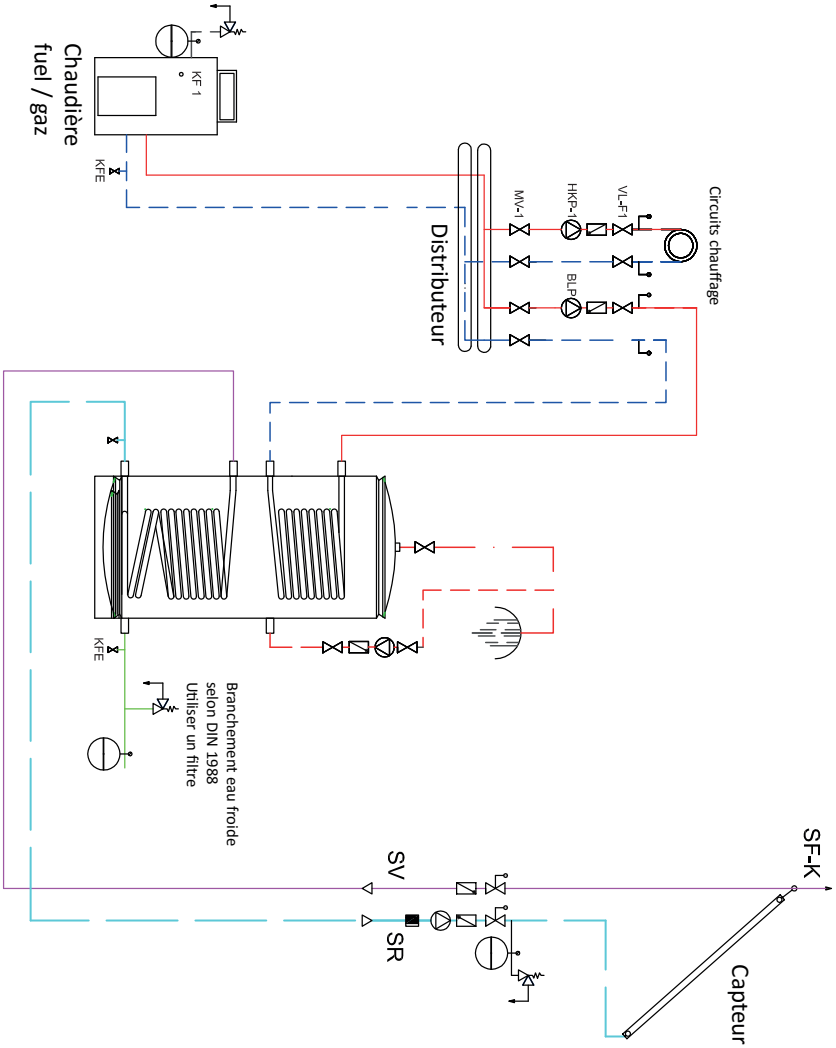 Chaudière
fuel / gaz
KF 1
KFE
Distributeur
MV-1
HKP-1
VL-F1
BLP
Circuits chauffage
KFE
Branchement eau froide
selon DIN 1988
Utiliser un filtre
SV
SR
SF-K
Capteur